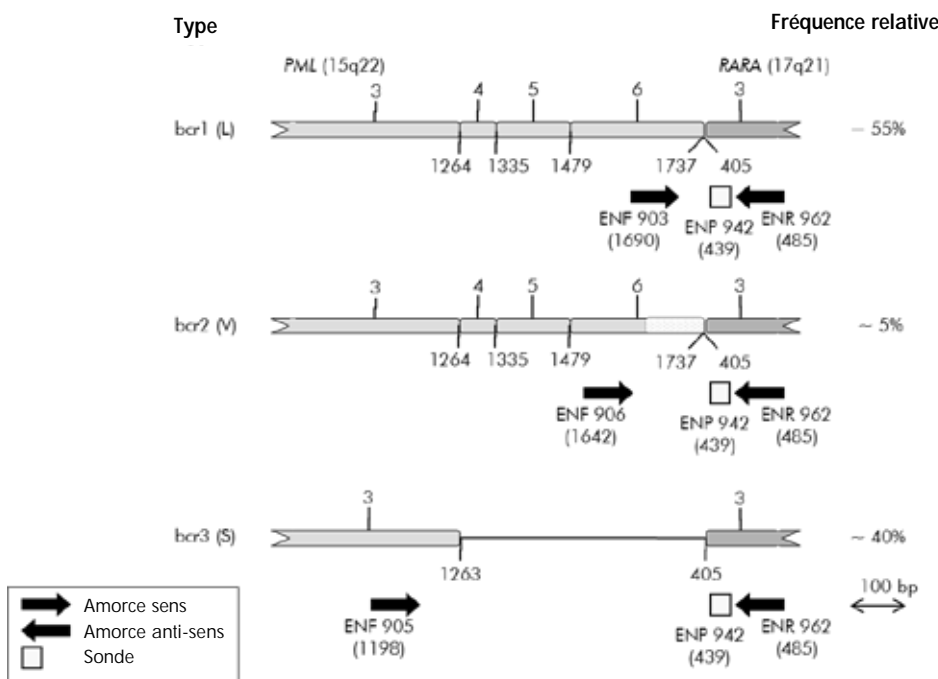 Type Fréquence relative
PML (15q22) RARA (17q21)
3 4 5 6 3
bcr1 (L) ~ 55%
1264 1335 1479 1737 405
ENF 903 ENP 942 ENR 962
(1690) (439) (485)
3 4 5 6 3
bcr2 (V) ~ 5%
1264 1335 1479 1737 405
ENF 906 ENP 942 ENR 962
(1642) (439) (485)
3 3
bcr3 (S) ~ 40%
1263 405
100 bp
ENF 905 ENP 942 ENR 962
(1198) (439) (485)
Amorce sens
Amorce anti-sens
Sonde